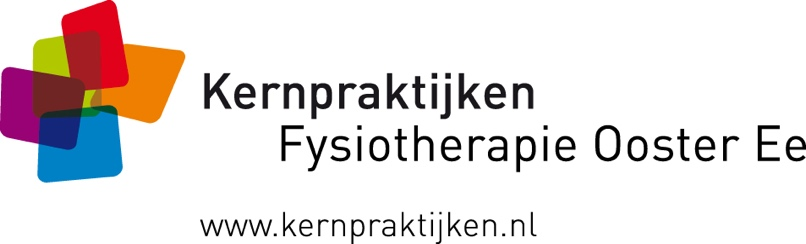 Kernpraktijken
Fysiotherapie Ooster Ee
www.kernpraktijken.nl